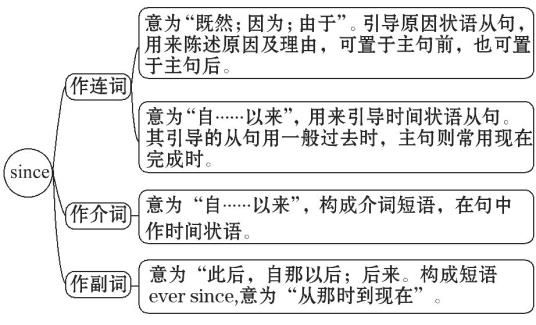 since
作连词
意为“既然；因为；由于”。引导原因状语从句，
用来陈述原因及理由，可置于主句前，也可置
于主句后。
意为“自……以来”，用来引导时间状语从句。
其引导的从句用一般过去时，主句则常用现在
完成时。
作介词
意为“自……以来”，构成介词短语，在句中
作时间状语。
作副词
意为“此后，自那以后；后来。构成短语
ever since,意为“从那时到现在”。